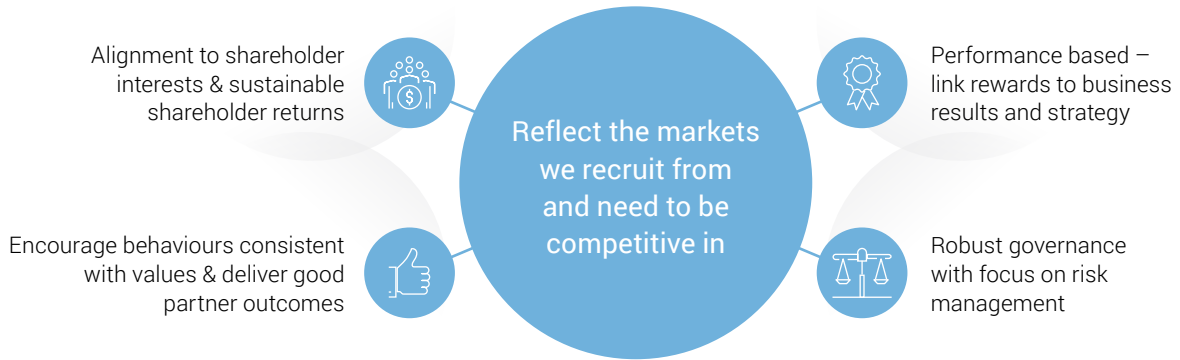 Alignment to shareholder
interests & sustainable
shareholder returns
$
Performance based –
link rewards to business
results and strategy
Reflect the markets
we recruit from
and need to be
competitive in
Encourage behaviours consistent
with values & deliver good
partner outcomes
Robust governance
with focus on risk
management